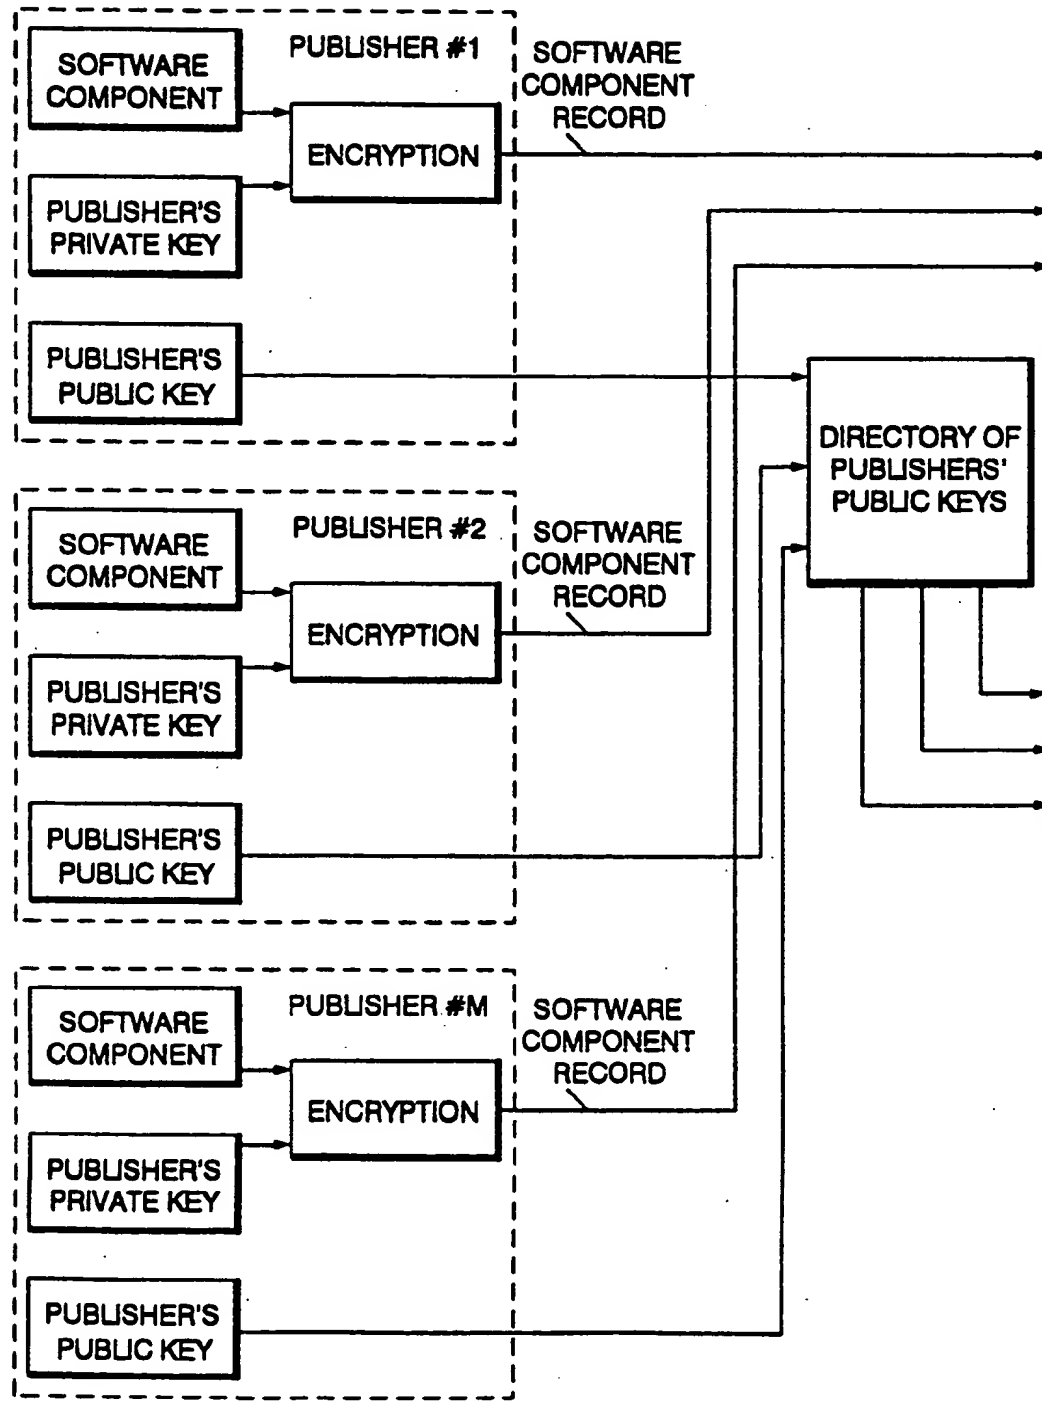 PUBLISHER #1
SOFTWARE
COMPONENT
ENCRYPTION
PUBLISHER'S
PRIVATE KEY
PUBLISHER'S
PUBLIC KEY
SOFTWARE
COMPONENT
RECORD
DIRECTORY OF
PUBLISHERS'
PUBLIC KEYS
PUBLISHER #2
SOFTWARE
COMPONENT
ENCRYPTION
PUBLISHER'S
PRIVATE KEY
PUBLISHER'S
PUBLIC KEY
SOFTWARE
COMPONENT
RECORD
PUBLISHER #M
SOFTWARE
COMPONENT
ENCRYPTION
PUBLISHER'S
PRIVATE KEY
PUBLISHER'S
PUBLIC KEY
SOFTWARE
COMPONENT
RECORD